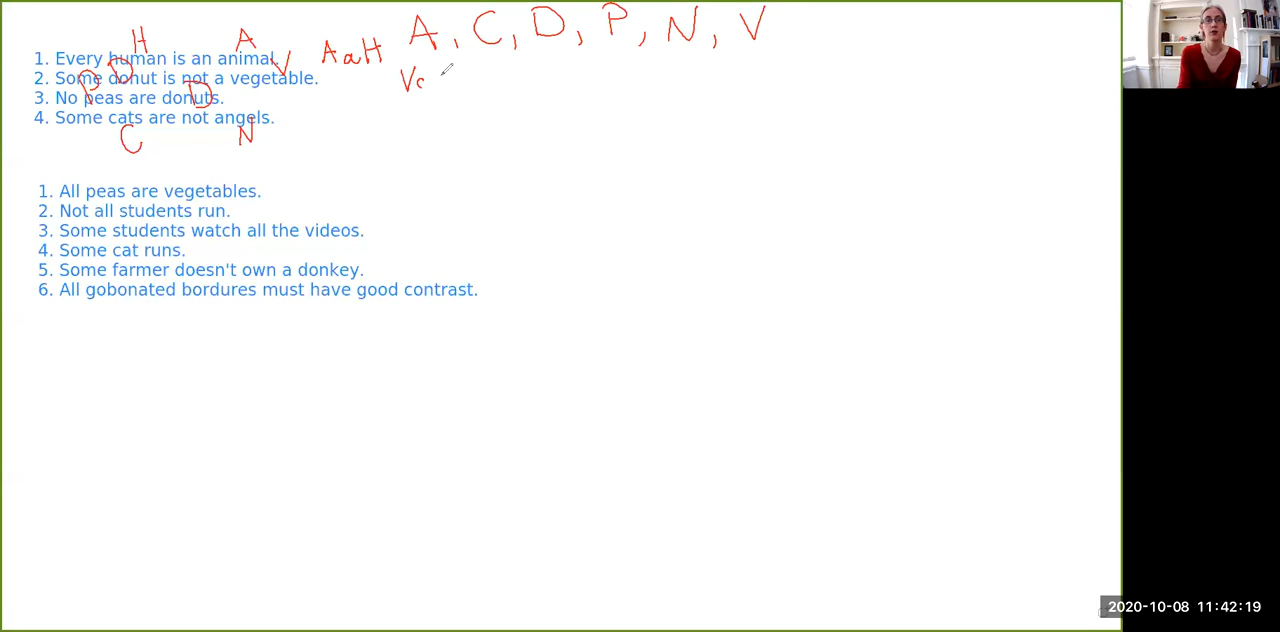 A, C, D, P, N, V
H A
1. Every human is an animal. AaH
D V
2. Some donut is not a vegetable. Vo
P D
3. No peas are donuts.
4. Some cats are not angels.
C N
1. All peas are vegetables.
2. Not all students run.
3. Some students watch all the videos.
4. Some cat runs.
5. Some farmer doesn't own a donkey.
6. All gobonated bordures must have good contrast.
2020-10-08 11:42:19